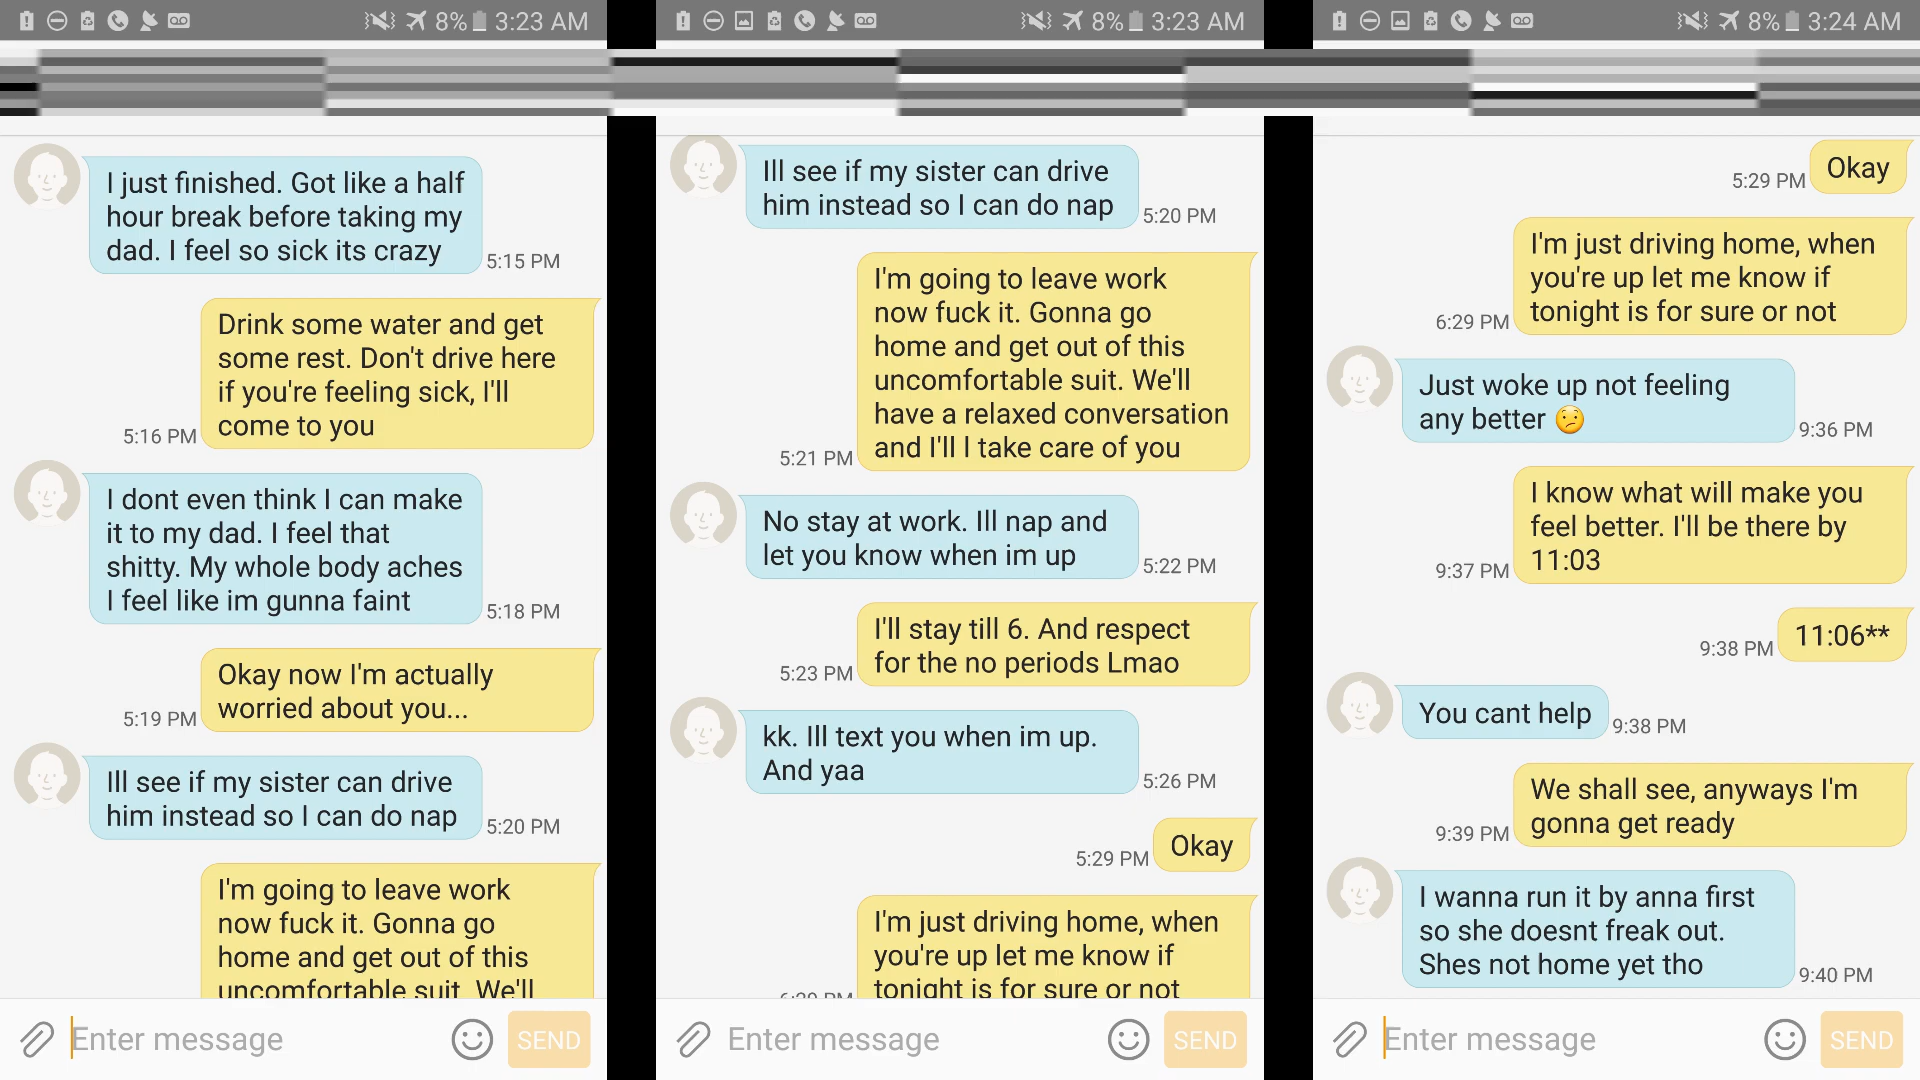 8% 3:23 AM
I just finished. Got like a half
hour break before taking my
dad. I feel so sick its crazy
5:15 PM
Drink some water and get
some rest. Don't drive here
if you're feeling sick, I'll
come to you
5:16 PM
I dont even think I can make
it to my dad. I feel that
shitty. My whole body aches
I feel like im gunna faint
5:18 PM
Okay now I'm actually
worried about you...
5:19 PM
Ill see if my sister can drive
him instead so I can do nap
5:20 PM
I'm going to leave work
now fuck it. Gonna go
home and get out of this
uncomfortable suit. We'll
Enter message
SEND
8% 3:23 AM
Ill see if my sister can drive
him instead so I can do nap
5:20 PM
I'm going to leave work
now fuck it. Gonna go
home and get out of this
uncomfortable suit. We'll
have a relaxed conversation
and I'll l take care of you
5:21 PM
No stay at work. Ill nap and
let you know when im up
5:22 PM
I'll stay till 6. And respect
for the no periods Lmao
5:23 PM
kk. Ill text you when im up.
And yaa
5:26 PM
Okay
5:29 PM
I'm just driving home, when
you're up let me know if
tonight is for sure or not
6:29 PM
Enter message
SEND
8% 3:24 AM
Okay
5:29 PM
I'm just driving home, when
you're up let me know if
tonight is for sure or not
6:29 PM
Just woke up not feeling
any better 😕
9:36 PM
I know what will make you
feel better. I'll be there by
11:03
9:37 PM
11:06**
9:38 PM
You cant help
9:38 PM
We shall see, anyways I'm
gonna get ready
9:39 PM
I wanna run it by anna first
so she doesnt freak out.
Shes not home yet tho
9:40 PM
Enter message
SEND